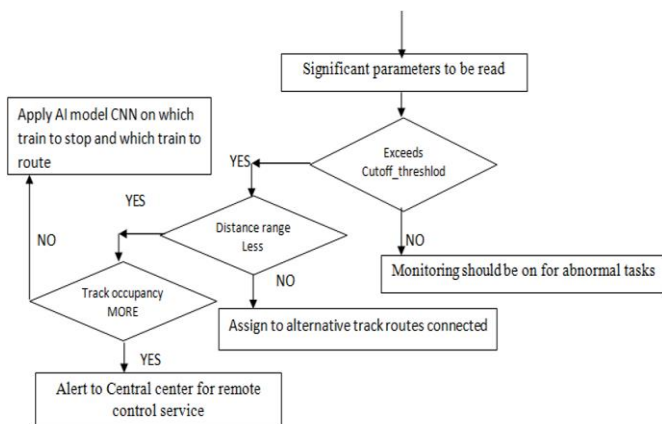 Significant parameters to be read
Apply AI model CNN on which
train to stop and which train to
route
Exceeds
Cutoff_threshlod
YES
YES
Distance range
Less
NO
NO
Monitoring should be on for abnormal tasks
NO
Track occupancy
MORE
Assign to alternative track routes connected
YES
Alert to Central center for remote
control service